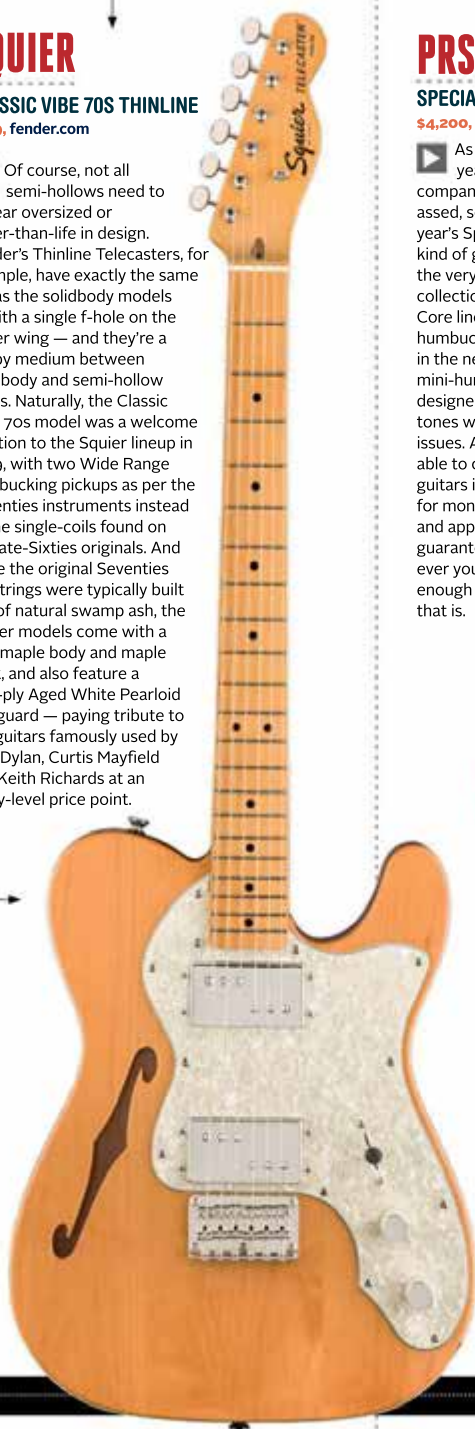 QUIER
ASSIC VIBE 70S THINLINE
, fender.com
Of course, not all
semi-hollows need to
ear oversized or
er-than-life in design.
der's Thinline Telecasters, for
mple, have exactly the same
as the solidbody models
ith a single f-hole on the
er wing — and they're a
py medium between
body and semi-hollow
s. Naturally, the Classic
70s model was a welcome
tion to the Squier lineup in
9, with two Wide Range
bucking pickups as per the
enties instruments instead
he single-coils found on
ate-Sixties originals. And
e the original Seventies
trings were typically built
of natural swamp ash, the
er models come with a
maple body and maple
, and also feature a
-ply Aged White Pearloid
guard — paying tribute to
guitars famously used by
Dylan, Curtis Mayfield
Keith Richards at an
y-level price point.
Squier TELECASTER
PRS
SPECIA
$4,200,
As
yea
compan
assed, s
year's Sp
kind of g
the very
collectio
Core line
humbuc
in the ne
mini-hum
designe
tones w
issues. A
able to c
guitars i
for mon
and app
guarant
ever you
enough
that is.